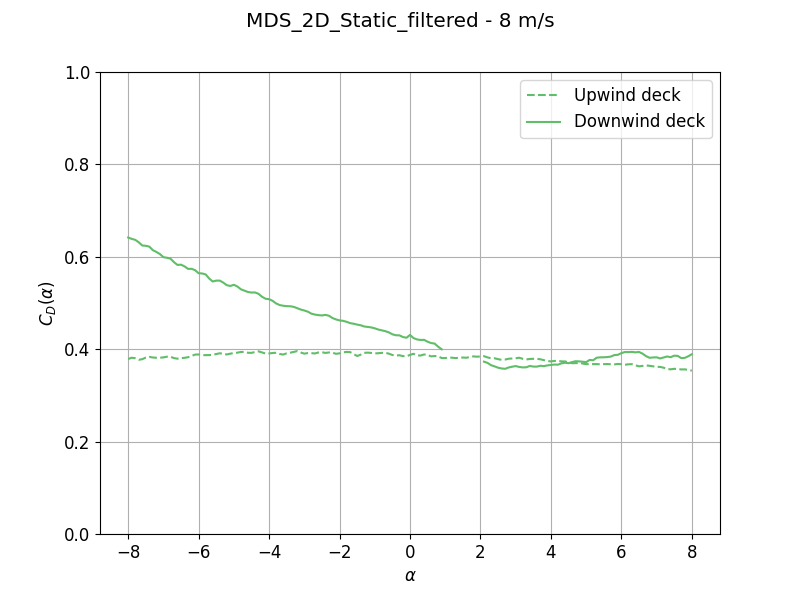 MDS_2D_Static_filtered - 8 m/s
Upwind deck
Downwind deck
1.0
0.8
0.6
0.4
0.2
0.0
C_D(α)
−8 −6 −4 −2 0 2 4 6 8
α